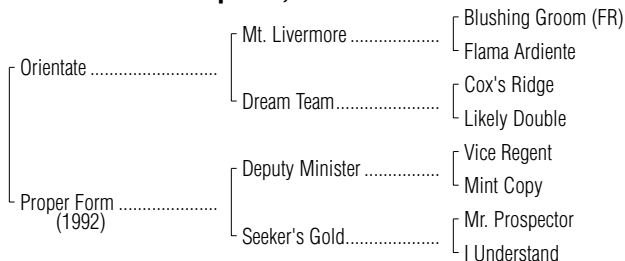 Blushing Groom (FR)
Mt. Livermore ....................
Flama Ardiente
Orientate ..........................
Cox's Ridge
Dream Team.......................
Likely Double
Vice Regent
Deputy Minister .................
Mint Copy
Proper Form ....................
(1992)
Mr. Prospector
Seeker's Gold.....................
I Understand